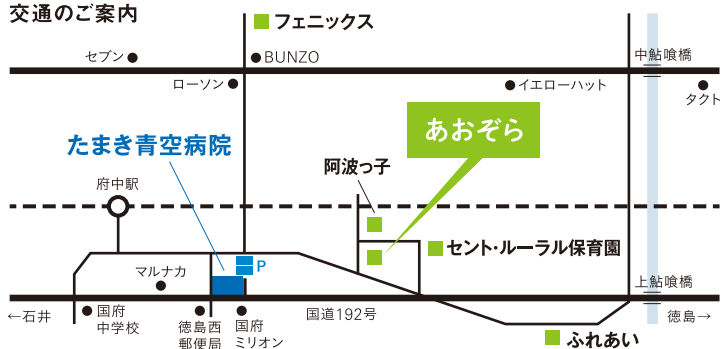 交通のご案内
フェニックス
セブン
BUNZO
中鮎喰橋
ローソン
イエローハット
タクト
あおぞら
たまき青空病院
阿波っ子
府中駅
セント・ルーラル保育園
P
マルナカ
上鮎喰橋
←石井
国府
中学校
徳島西
郵便局
国府
ミリオン
国道192号
徳島→
ふれあい